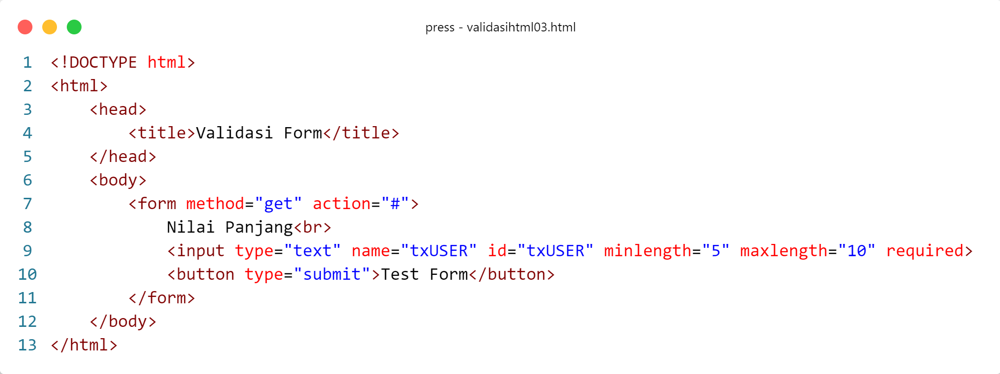 press - validasihtml03.html
1 <!DOCTYPE html>
2 <html>
3     <head>
4         <title>Validasi Form</title>
5     </head>
6     <body>
7         <form method="get" action="#">
8             Nilai Panjang<br>
9             <input type="text" name="txUSER" id="txUSER" minlength="5" maxlength="10" required>
10             <button type="submit">Test Form</button>
11         </form>
12     </body>
13 </html>